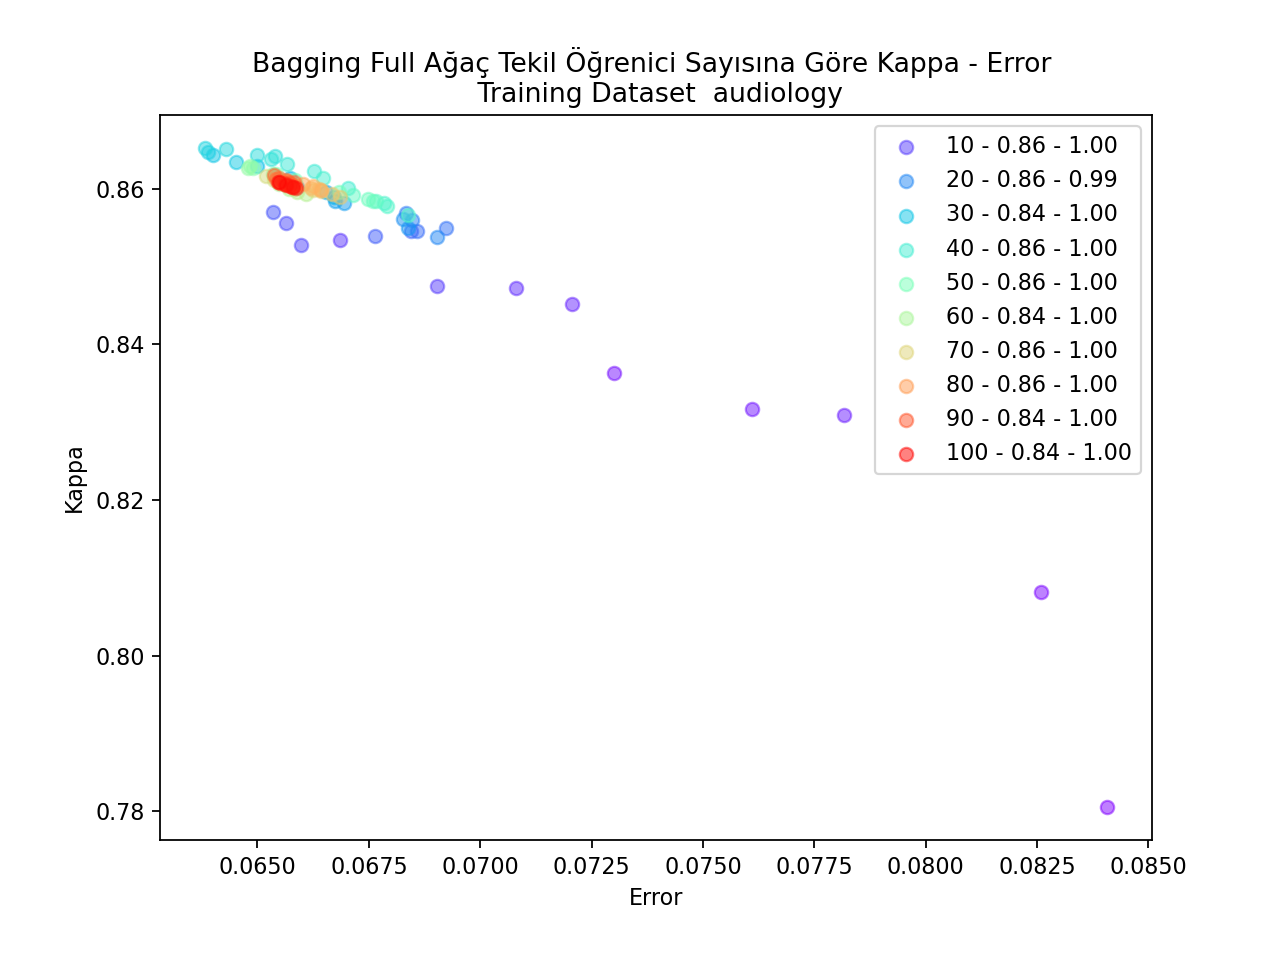 Bagging Full Ağaç Tekil Öğrenici Sayısına Göre Kappa - Error
Training Dataset  audiology
10 - 0.86 - 1.00
20 - 0.86 - 0.99
30 - 0.84 - 1.00
40 - 0.86 - 1.00
50 - 0.86 - 1.00
60 - 0.84 - 1.00
70 - 0.86 - 1.00
80 - 0.86 - 1.00
90 - 0.84 - 1.00
100 - 0.84 - 1.00
Kappa
0.86
0.84
0.82
0.80
0.78
0.0650 0.0675 0.0700 0.0725 0.0750 0.0775 0.0800 0.0825 0.0850
Error